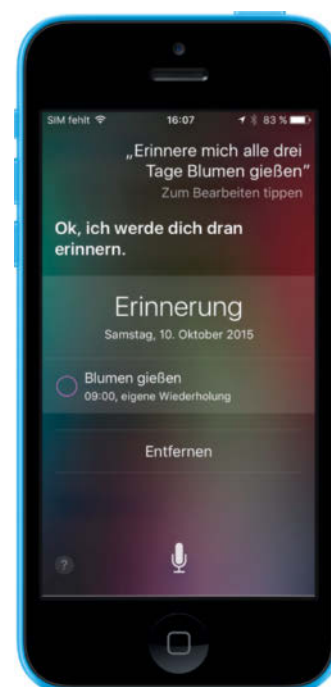 SIM fehlt 16:07 83 %
„Erinnere mich alle drei
Tage Blumen gießen“
Zum Bearbeiten tippen
Ok, ich werde dich dran
erinnern.
Erinnerung
Samstag, 10. Oktober 2015
Blumen gießen
09:00, eigene Wiederholung
Entfernen
?